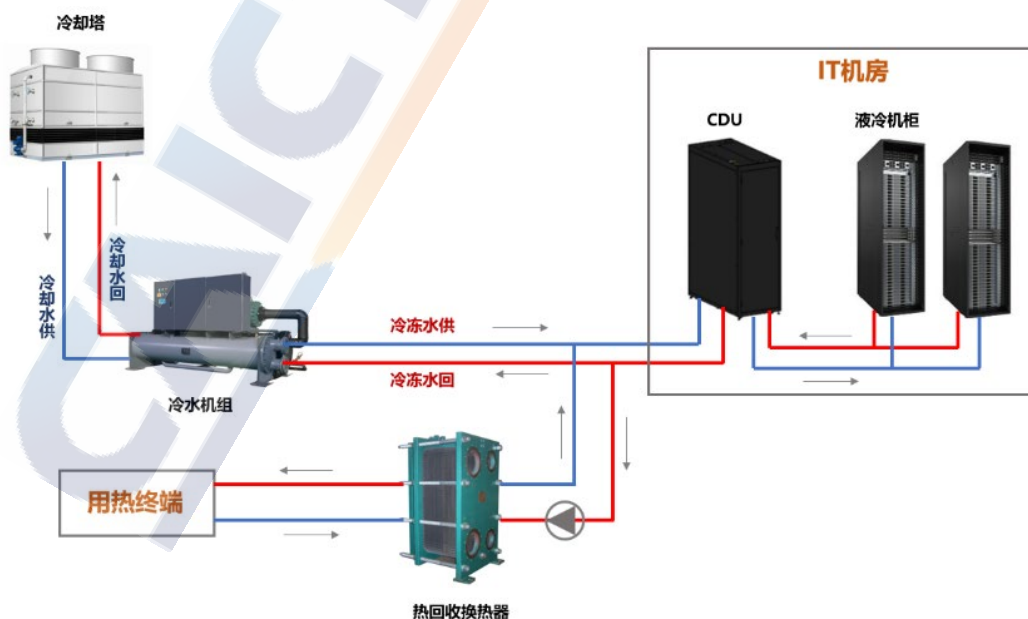 冷却塔
IT机房
CDU
液冷机柜
冷却水回
冷却水供
冷冻水供
冷冻水回
冷水机组
用热终端
热回收换热器
CAIC